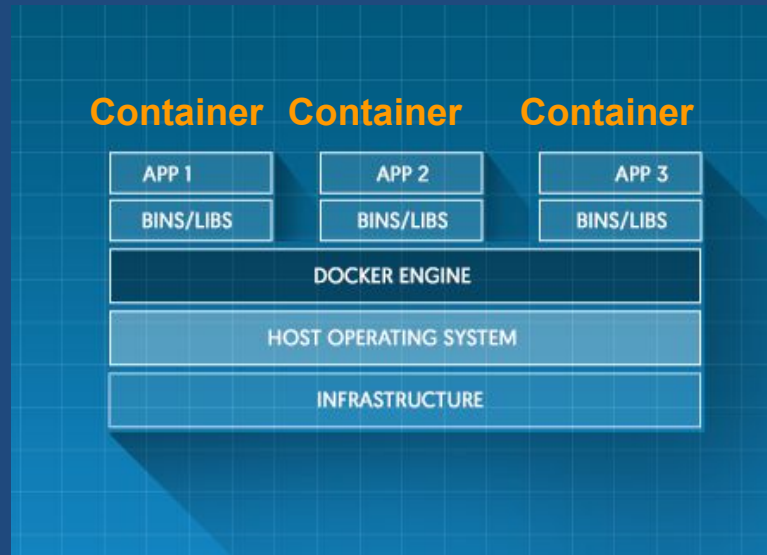 Container Container Container
APP 1 APP 2 APP 3
BINS/LIBS BINS/LIBS BINS/LIBS
DOCKER ENGINE
HOST OPERATING SYSTEM
INFRASTRUCTURE